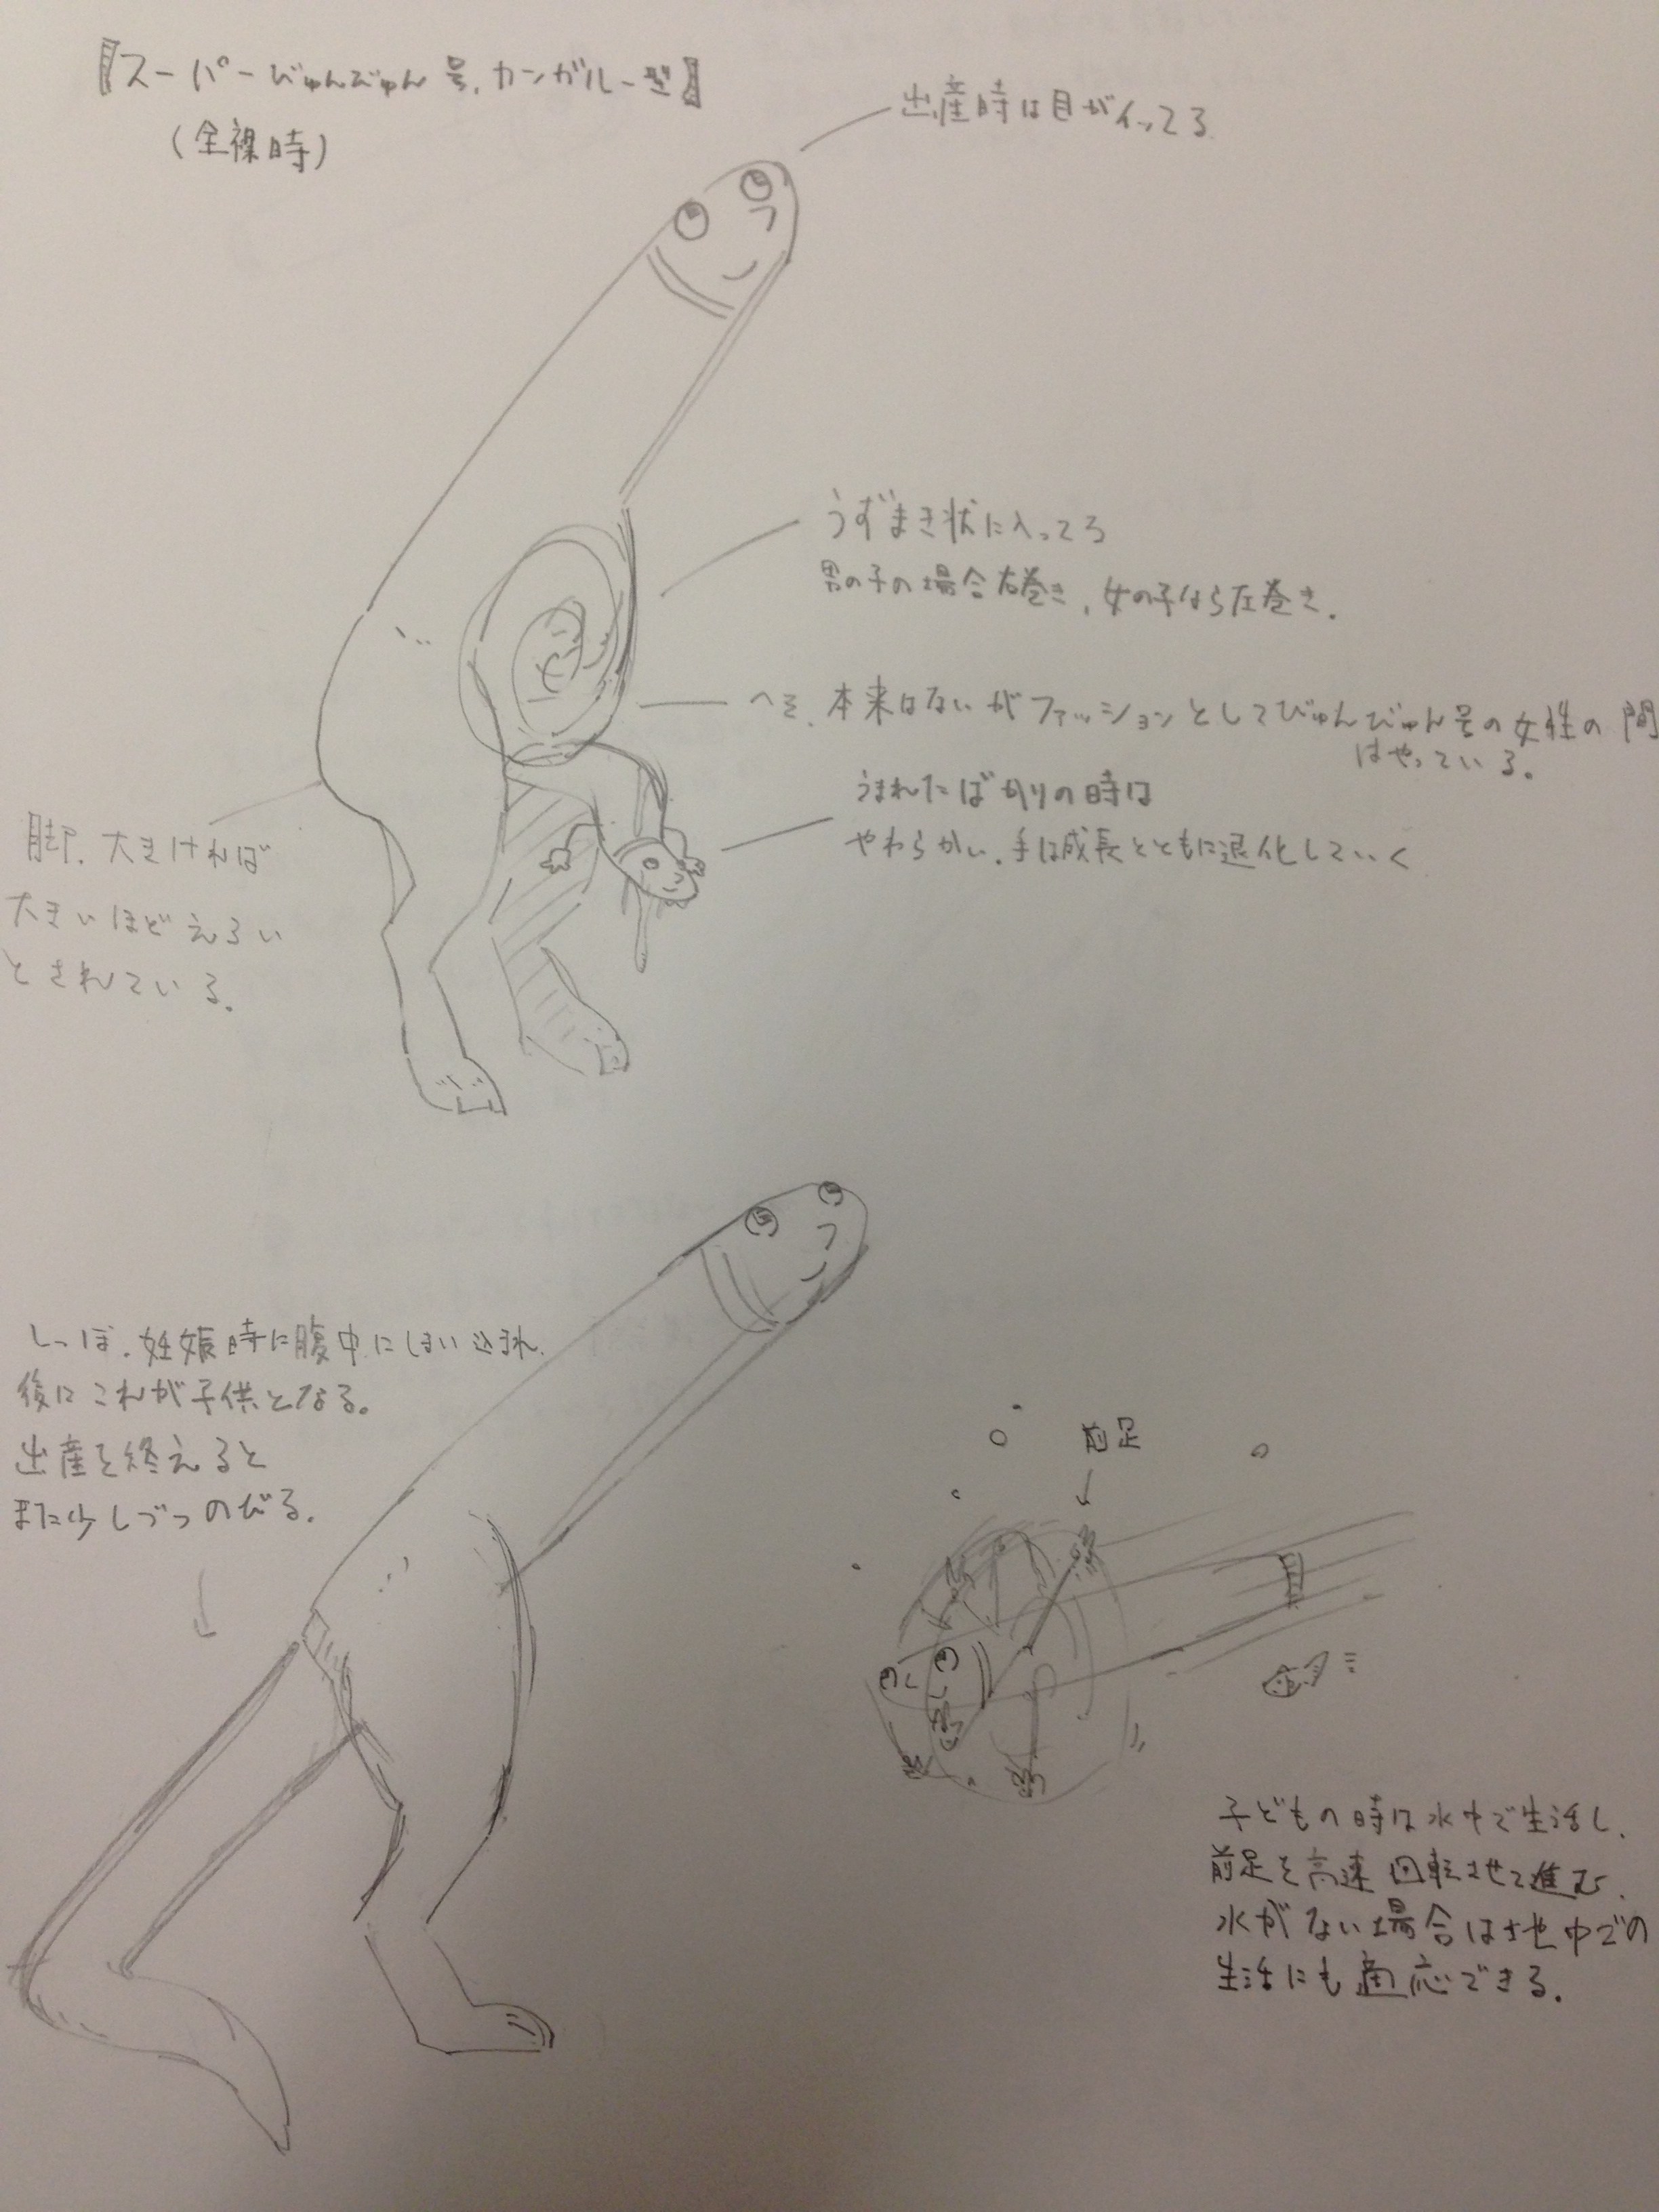 『スーパーびゅんびゅん号.カンガルー型』
(全裸時)
出産時は目がイってる
うずまき状に入ってる
男の子の場合右巻き、女の子なら左巻き.
へそ.本来はないがファッションとしてびゅんびゅん号の女性の間
はやっている。
うまれたばかりの時は
やわらかい.手は成長とともに退化していく
脚.大きければ
大きいほどえろい
とされている。
しっぽ.妊娠時に腹中にしまい込まれ.
後にこれが子供となる。
出産を終えると
また少しづつのびる.
前足
子どもの時は水中で生活し、
前足を高速回転させて進む.
水がない場合は地中での
生活にも適応できる.